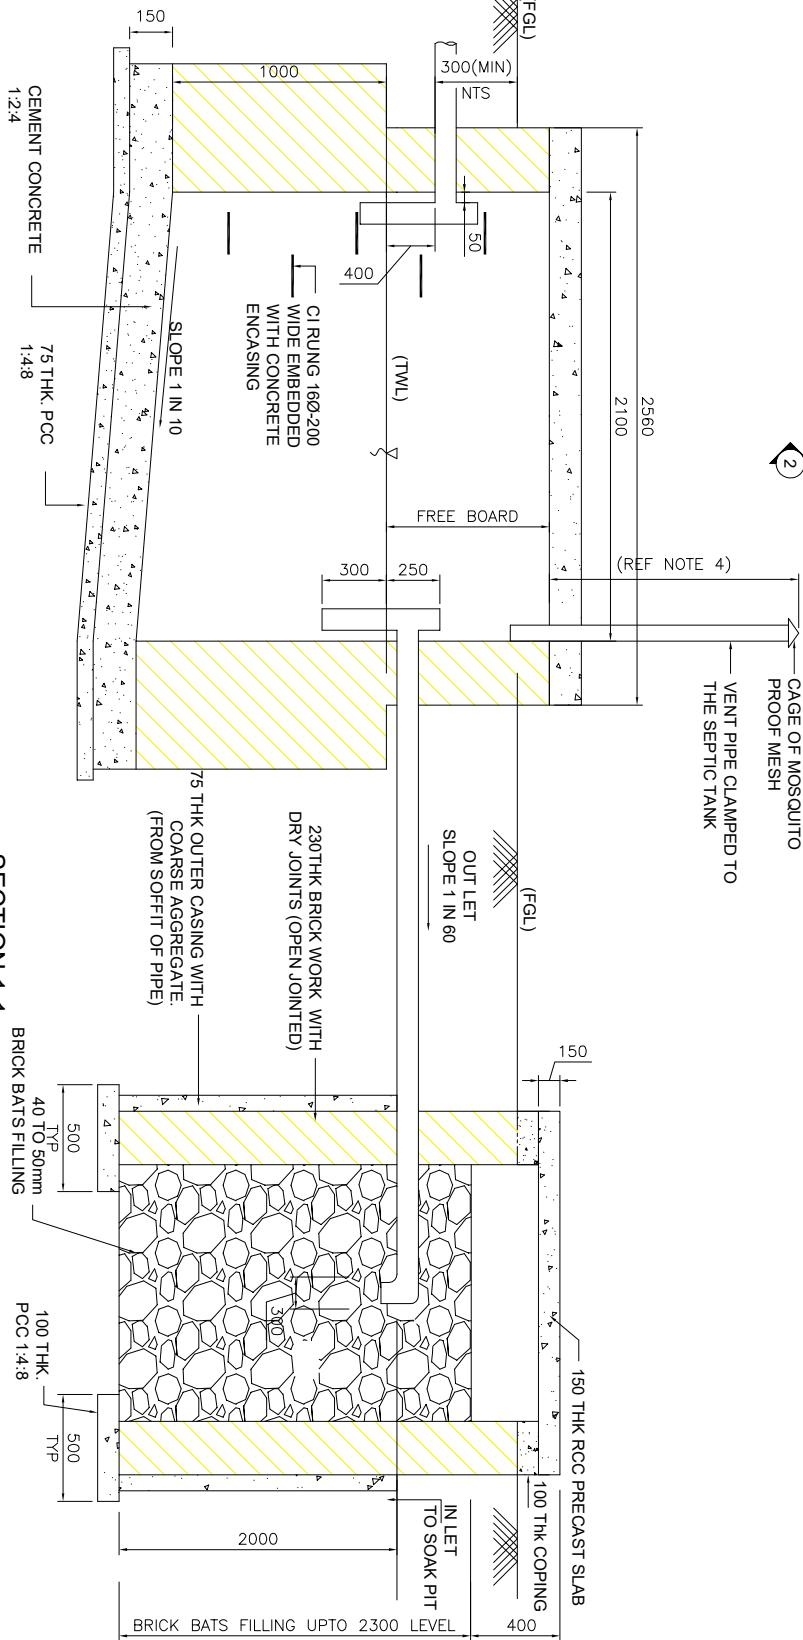 (FGL)
150
1000
300(MIN)
NTS
CEMENT CONCRETE
1:2:4
75 THK. PCC
1:4:8
SLOPE 1 IN 10
CI RUNG 16Ø-200
WIDE EMBEDDED
WITH CONCRETE
ENCASING
50
400
(TWL)
2560
2100
2
FREE BOARD
300
250
(REF NOTE 4)
CAGE OF MOSQUITO
PROOF MESH
VENT PIPE CLAMPED TO
THE SEPTIC TANK
OUT LET
SLOPE 1 IN 60
(FGL)
230THK BRICK WORK WITH
DRY JOINTS (OPEN JOINTED)
75 THK OUTER CASING WITH
COARSE AGGREGATE.
(FROM SOFFIT OF PIPE)
150
500
TYP
BRICK BATS FILLING
40 TO 50mm
300
100 THK.
PCC 1:4:8
500
TYP
150 THK RCC PRECAST SLAB
100 Thk COPING
IN LET
TO SOAK PIT
2000
BRICK BATS FILLING UPTO 2300 LEVEL
400